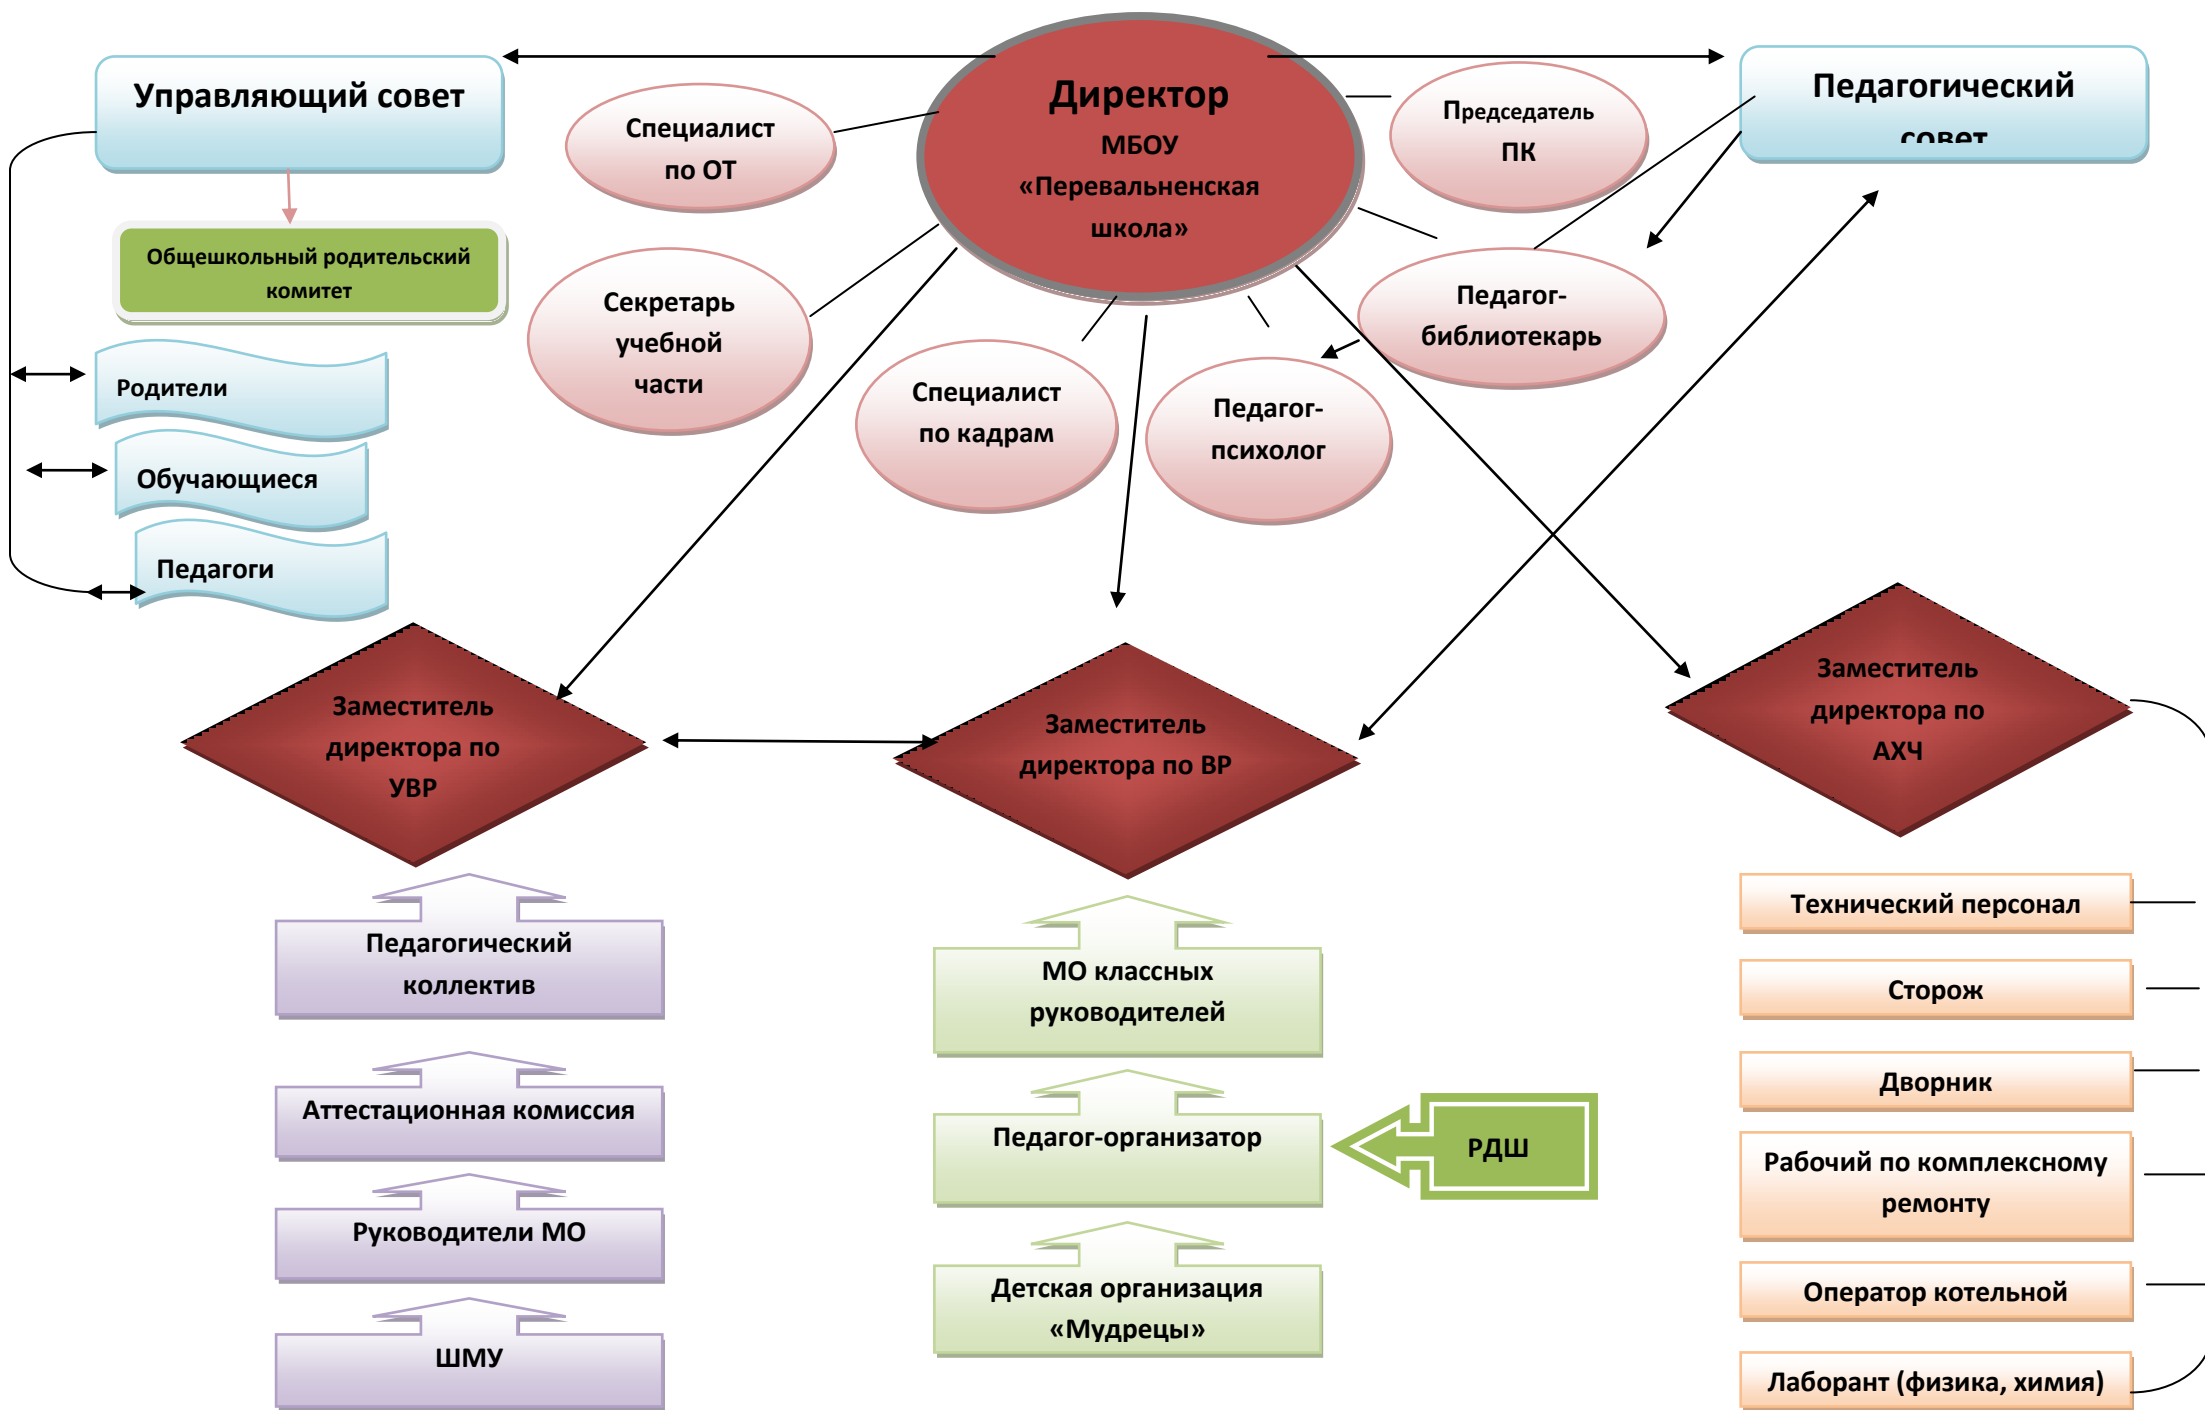 Управляющий совет
Директор
МБОУ
«Перевальненская
школа»
Педагогический
совет
Специалист
по ОТ
Председатель
ПК
Общешкольный родительский
комитет
Секретарь
учебной
части
Педагог-
библиотекарь
Родители
Специалист
по кадрам
Педагог-
психолог
Обучающиеся
Педагоги
Заместитель
директора по
УВР
Заместитель
директора по ВР
Заместитель
директора по
АХЧ
Педагогический
коллектив
Аттестационная комиссия
Руководители МО
ШМУ
МО классных
руководителей
Педагог-организатор
РДШ
Детская организация
«Мудрецы»
Технический персонал
Сторож
Дворник
Рабочий по комплексному
ремонту
Оператор котельной
Лаборант (физика, химия)